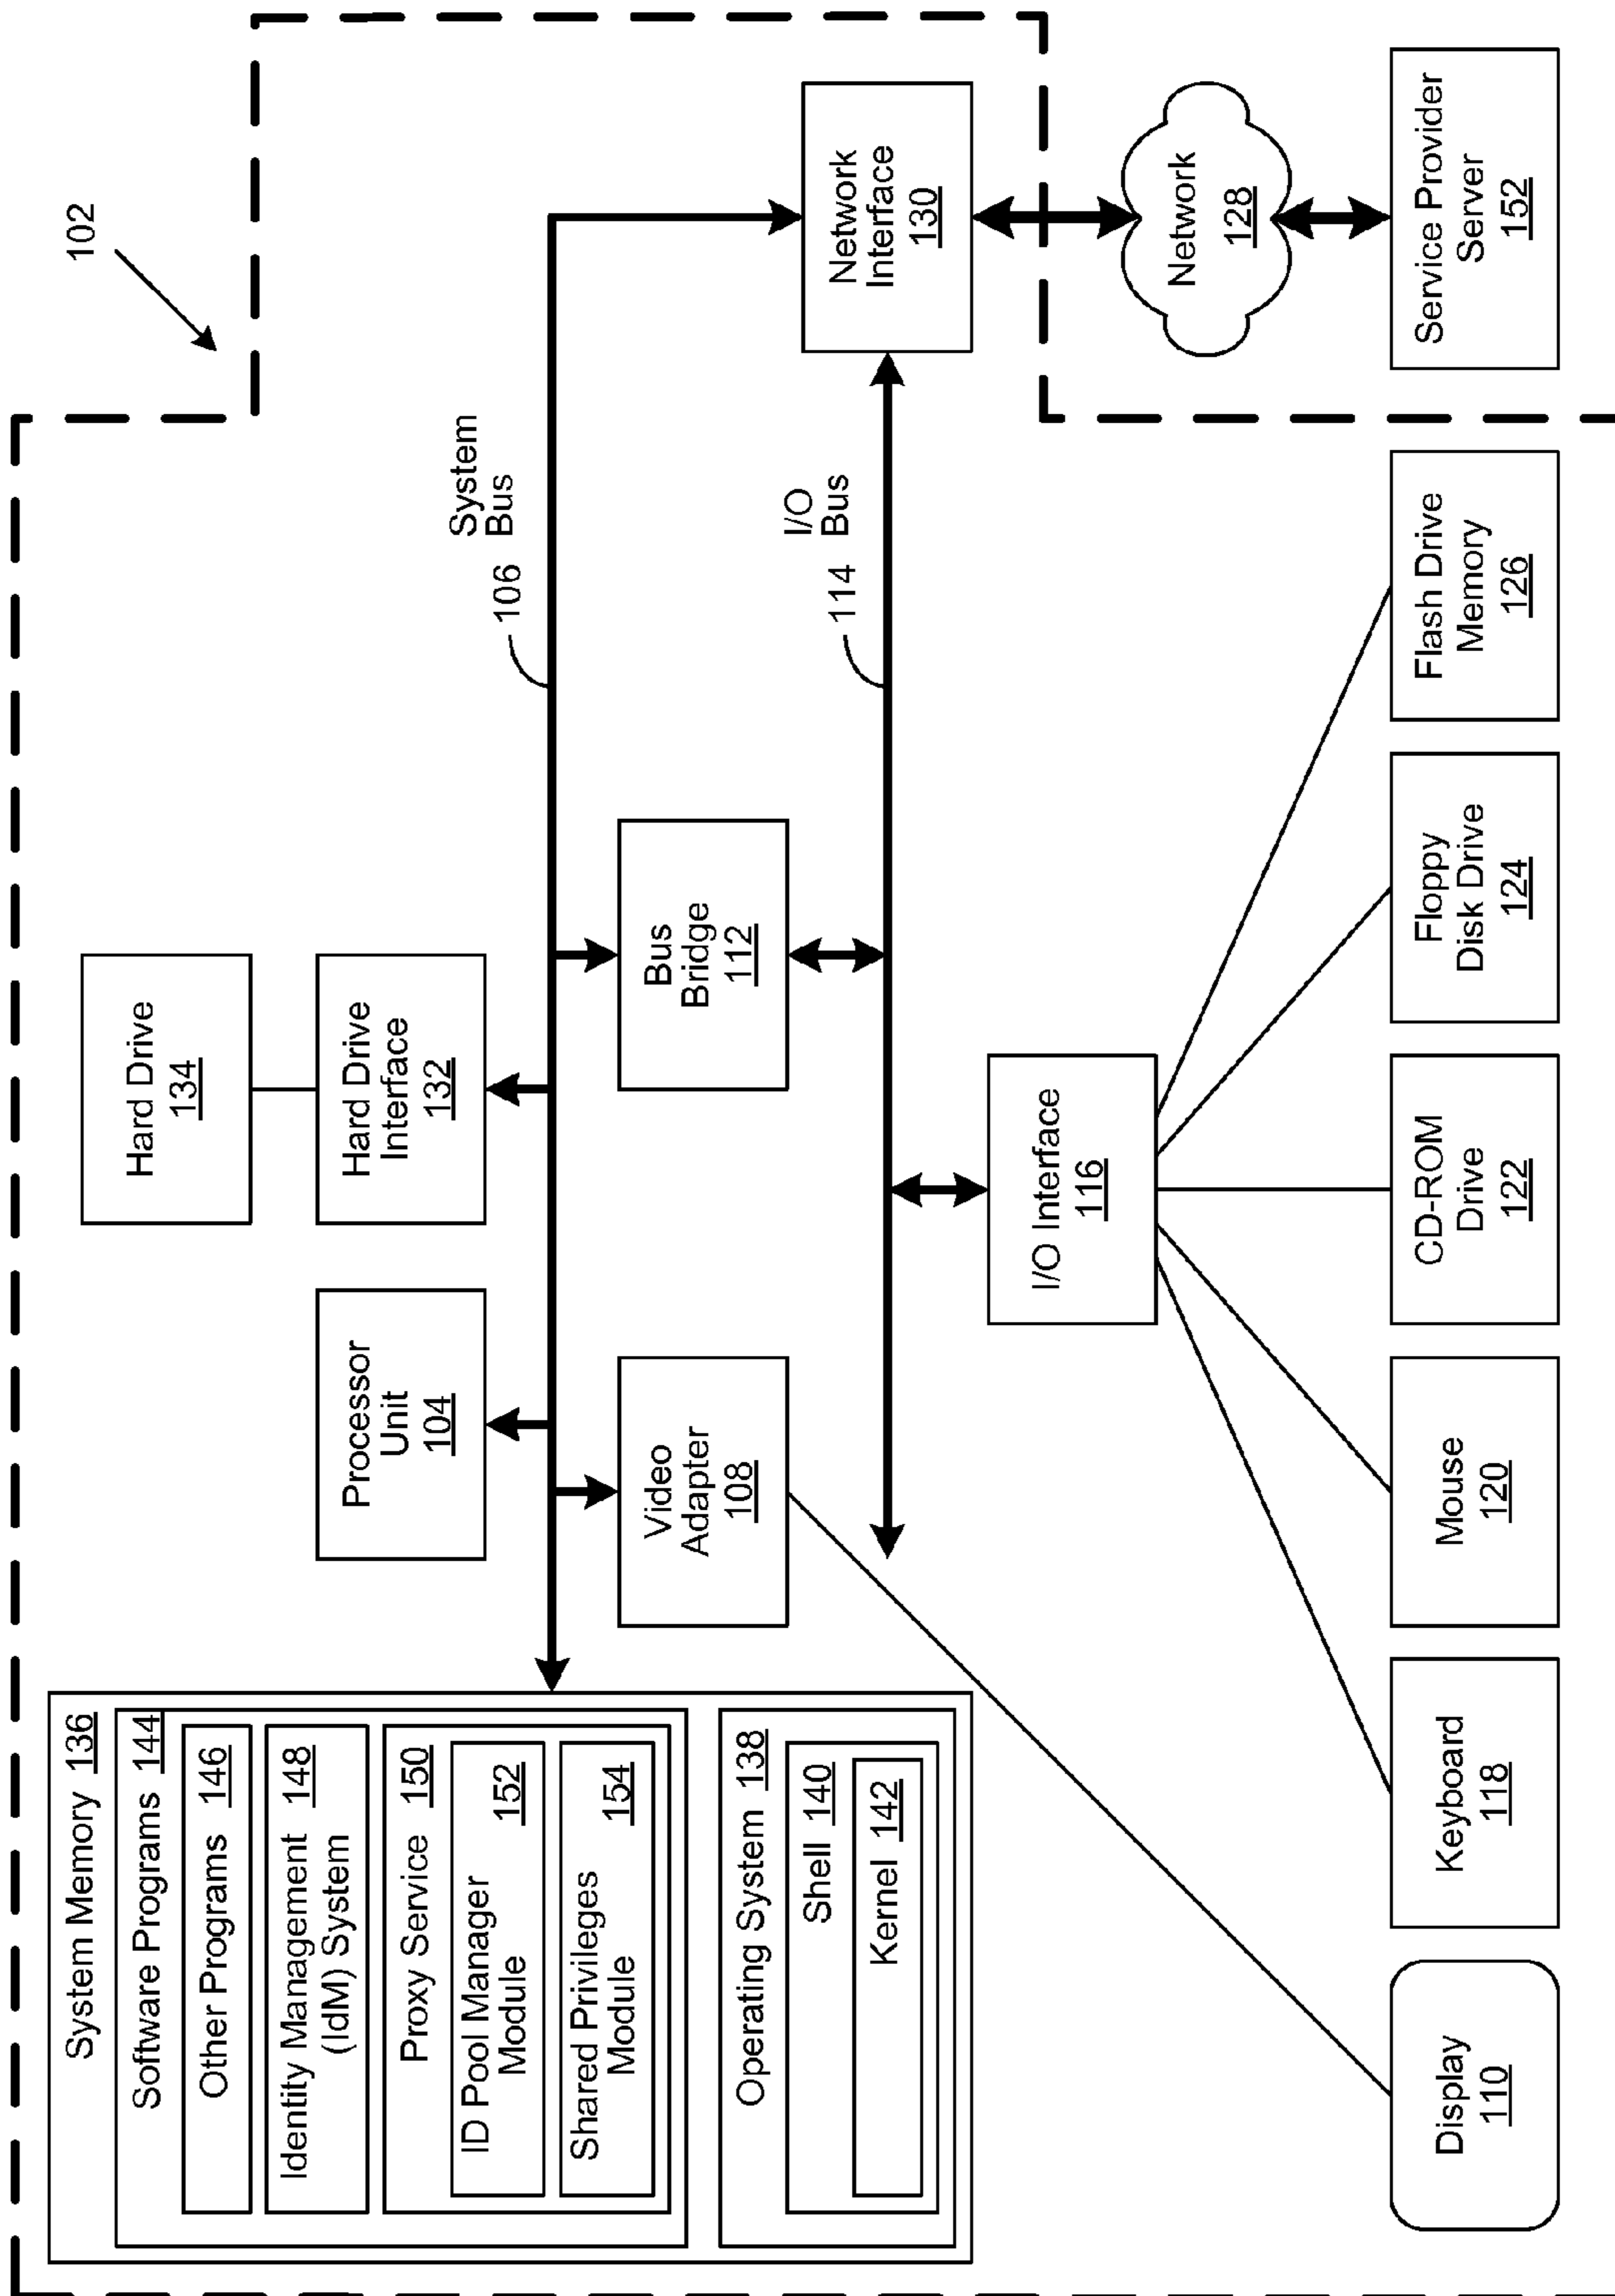 102
System Memory 136
Software Programs 144
Other Programs 146
Identity Management 148
(IdM) System
Proxy Service 150
ID Pool Manager
Module 152
Shared Privileges
Module 154
Operating System 138
Shell 140
Kernel 142
Processor
Unit
104
Hard Drive
134
Hard Drive
Interface
132
System
Bus
106
Video
Adapter
108
Bus
Bridge
112
I/O
Bus
114
Network
Interface
130
I/O Interface
116
Network
128
Display
110
Keyboard
118
Mouse
120
CD-ROM
Drive
122
Floppy
Disk Drive
124
Flash Drive
Memory
126
Service Provider
Server
152